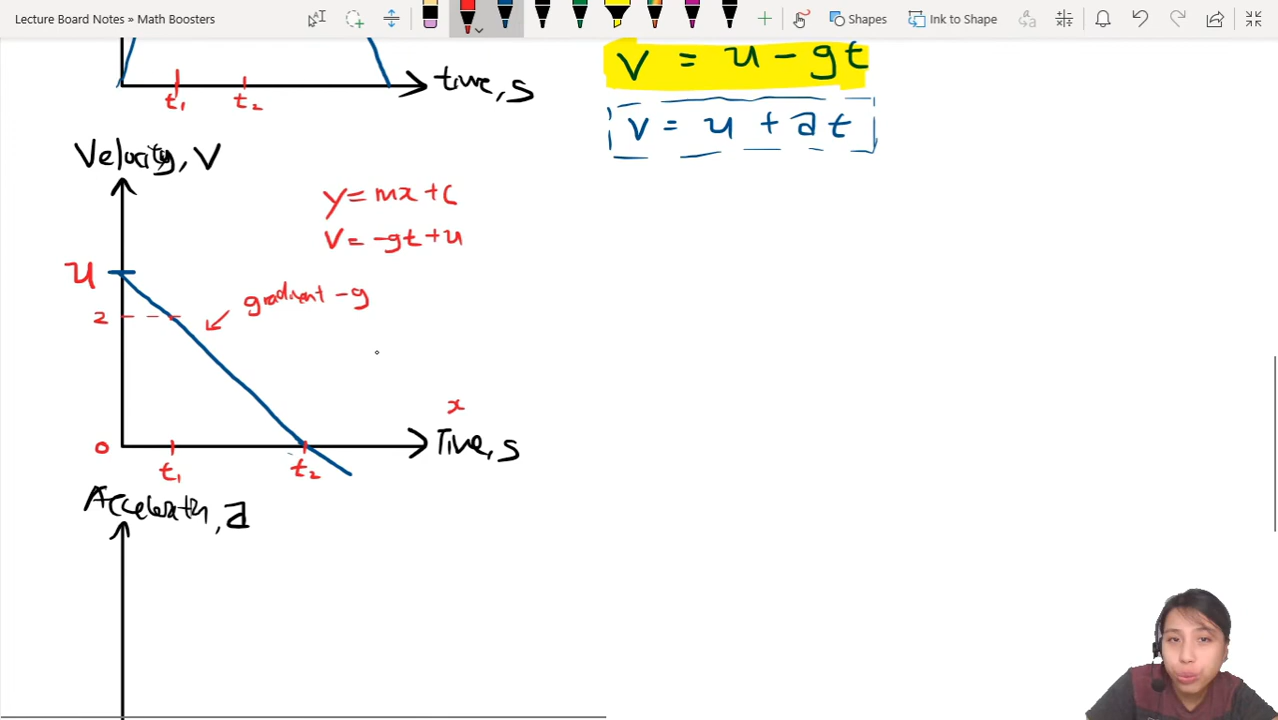 Lecture Board Notes » Math Boosters
Shapes
Ink to Shape
time, s
t₁
t₂
v = u - gt
v = u + at
Velocity, V
y = mx + c
v = -gt + u
u
gradient -g
2
x
0
Time, s
t₁
t₂
, a